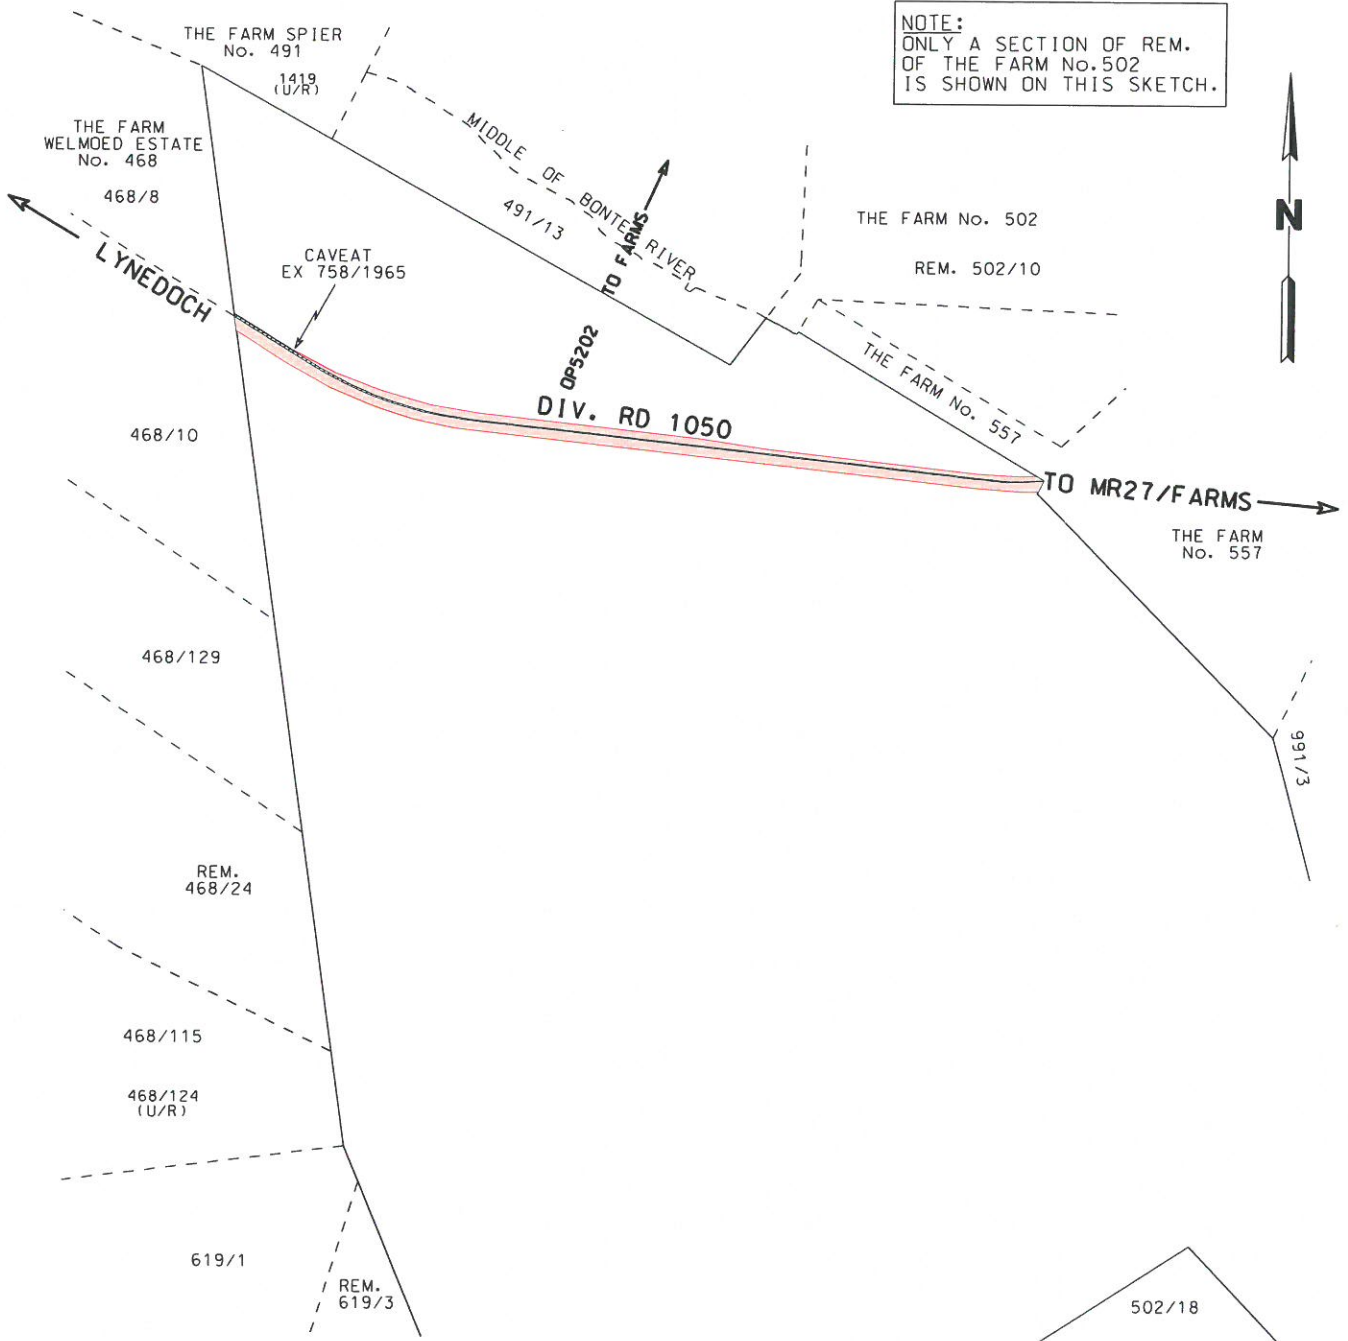 NOTE:
ONLY A SECTION OF REM.
OF THE FARM No.502
IS SHOWN ON THIS SKETCH.
THE FARM SPIER
No. 491
1419
(U/R)
THE FARM
WELMOED ESTATE
No. 468
468/8
MIDDLE OF BONTE RIVER
491/13
TO FARMS
THE FARM No. 502
REM. 502/10
N
LYNEDOCH
CAVEAT
EX 758/1965
OP5202
DIV. RD 1050
THE FARM No. 557
468/10
TO MR27/FARMS
THE FARM
No. 557
468/129
991/3
REM.
468/24
468/115
468/124
(U/R)
619/1
REM.
619/3
502/18